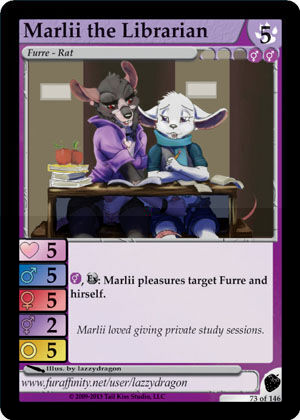 Marlii the Librarian
5
Furre - Rat
5
5
5
2
5
, : Marlii pleasures target Furre and
hirself.
Marlii loved giving private study sessions.
Illus. by lazzydragon
www.furaffinity.net/user/lazzydragon
73 of 146
© 2009-2013 Tail Kiss Studio, LLC